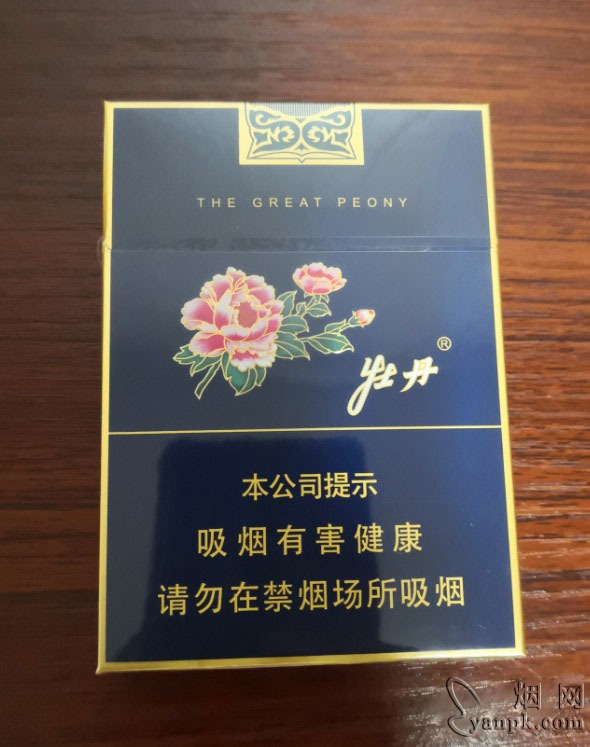 THE GREAT PEONY
牡丹®
本公司提示
吸烟有害健康
请勿在禁烟场所吸烟
烟网
yanpk.com